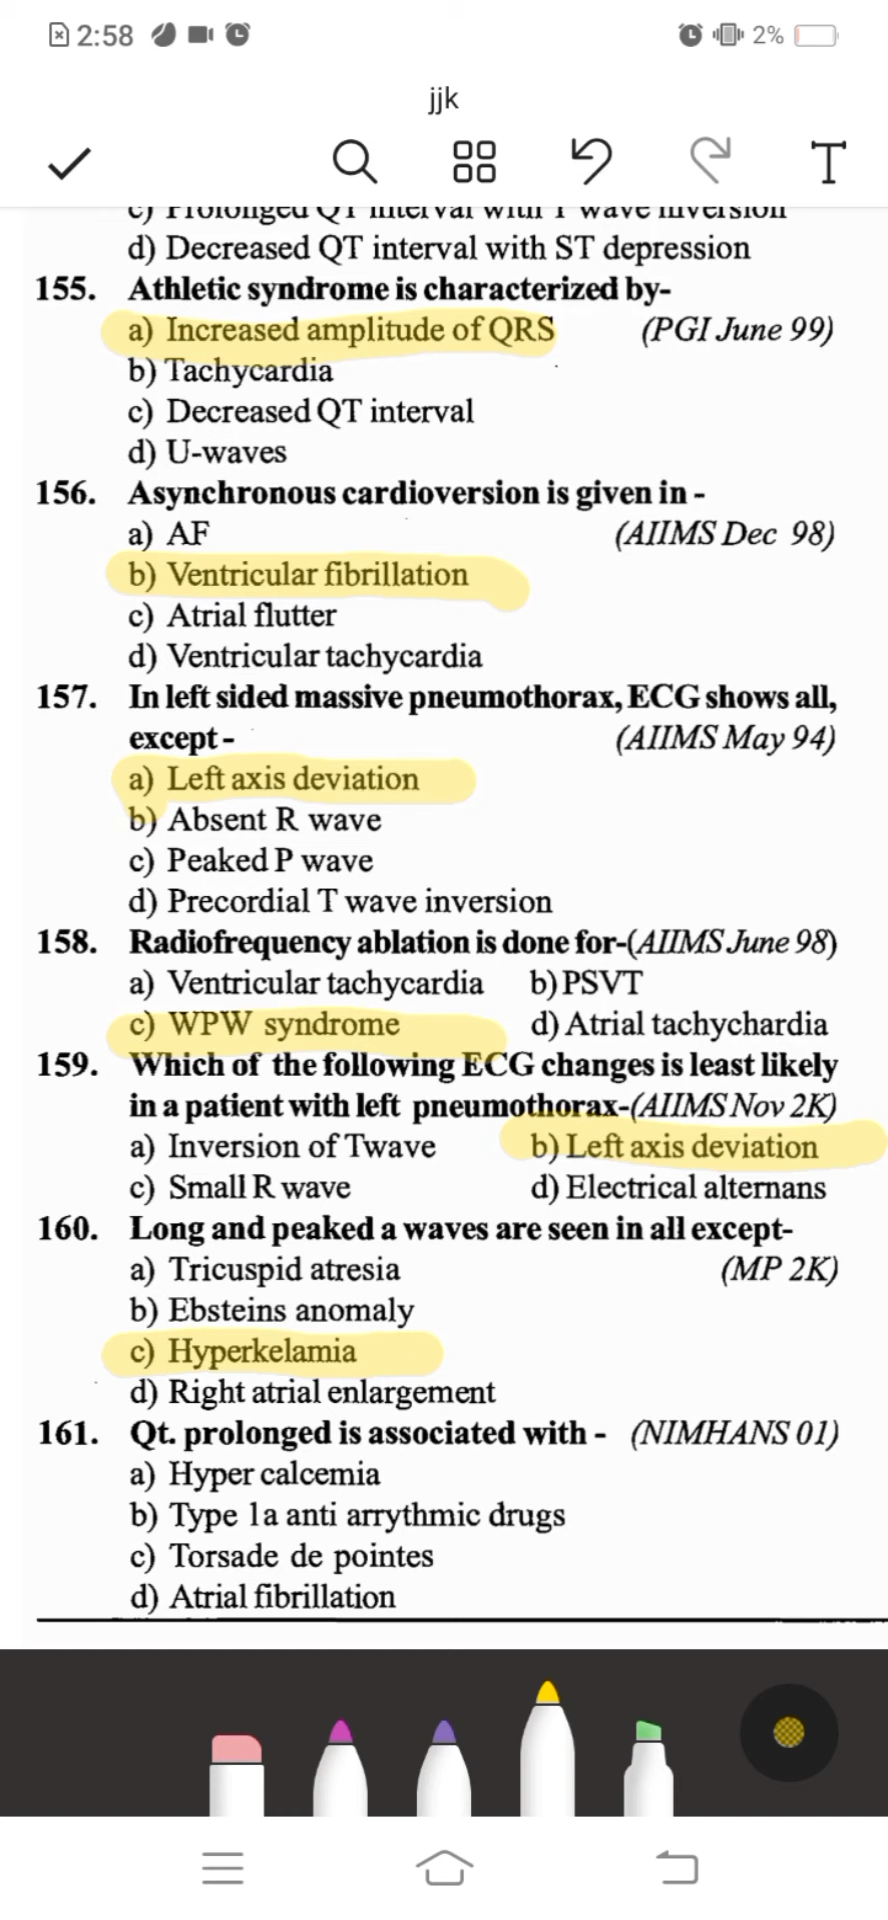 2:58
2%
jjk
T
c) Prolonged QT interval with T wave inversion
d) Decreased QT interval with ST depression
155. Athletic syndrome is characterized by-
a) Increased amplitude of QRS (PGI June 99)
b) Tachycardia
c) Decreased QT interval
d) U-waves
156. Asynchronous cardioversion is given in -
a) AF (AIIMS Dec 98)
b) Ventricular fibrillation
c) Atrial flutter
d) Ventricular tachycardia
157. In left sided massive pneumothorax, ECG shows all,
except - (AIIMS May 94)
a) Left axis deviation
b) Absent R wave
c) Peaked P wave
d) Precordial T wave inversion
158. Radiofrequency ablation is done for-(AIIMS June 98)
a) Ventricular tachycardia b) PSVT
c) WPW syndrome d) Atrial tachychardia
159. Which of the following ECG changes is least likely
in a patient with left pneumothorax-(AIIMS Nov 2K)
a) Inversion of Twave b) Left axis deviation
c) Small R wave d) Electrical alternans
160. Long and peaked a waves are seen in all except-
a) Tricuspid atresia (MP 2K)
b) Ebsteins anomaly
c) Hyperkelamia
d) Right atrial enlargement
161. Qt. prolonged is associated with - (NIMHANS 01)
a) Hyper calcemia
b) Type 1a anti arrythmic drugs
c) Torsade de pointes
d) Atrial fibrillation